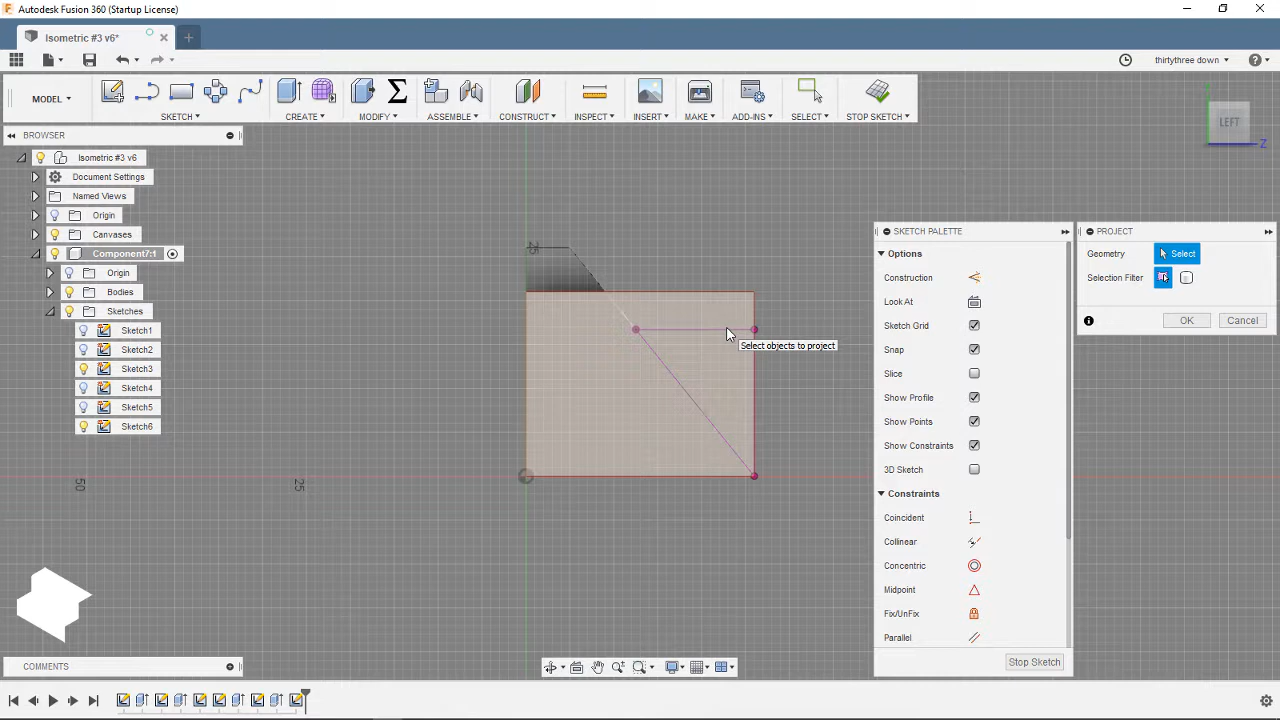 Autodesk Fusion 360 (Startup License)
Isometric #3 v6*
thirtythree down
MODEL
SKETCH
CREATE
MODIFY
ASSEMBLE
CONSTRUCT
INSPECT
INSERT
MAKE
ADD-INS
SELECT
STOP SKETCH
BROWSER
LEFT
Z
Isometric #3 v6
Document Settings
Named Views
Origin
Canvases
Component7:1
Origin
Bodies
Sketches
Sketch1
Sketch2
Sketch3
Sketch4
Sketch5
Sketch6
25
50
25
Select objects to project
SKETCH PALETTE
Options
Construction
Look At
Sketch Grid
Snap
Slice
Show Profile
Show Points
Show Constraints
3D Sketch
Constraints
Coincident
Collinear
Concentric
Midpoint
Fix/UnFix
Parallel
Stop Sketch
PROJECT
Geometry
Select
Selection Filter
OK
Cancel
COMMENTS